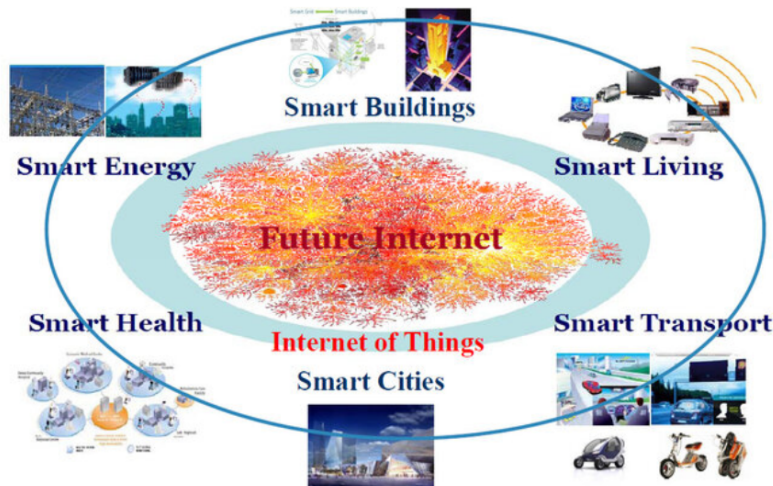 Smart Buildings
Smart Energy
Smart Living
Future Internet
Smart Health
Smart Transport
Internet of Things
Smart Cities